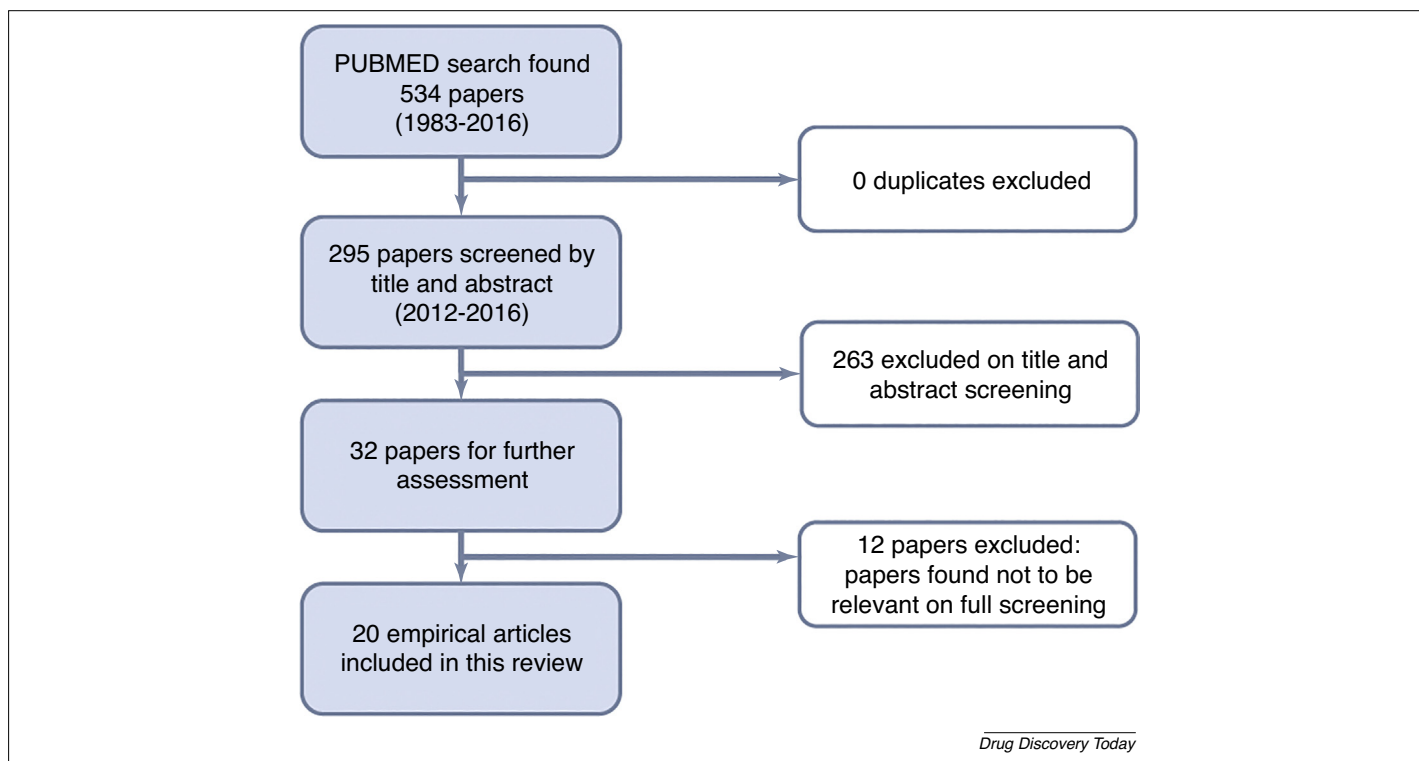 PUBMED search found
534 papers
(1983-2016)
0 duplicates excluded
295 papers screened by
title and abstract
(2012-2016)
263 excluded on title and
abstract screening
32 papers for further
assessment
12 papers excluded:
papers found not to be
relevant on full screening
20 empirical articles
included in this review
Drug Discovery Today